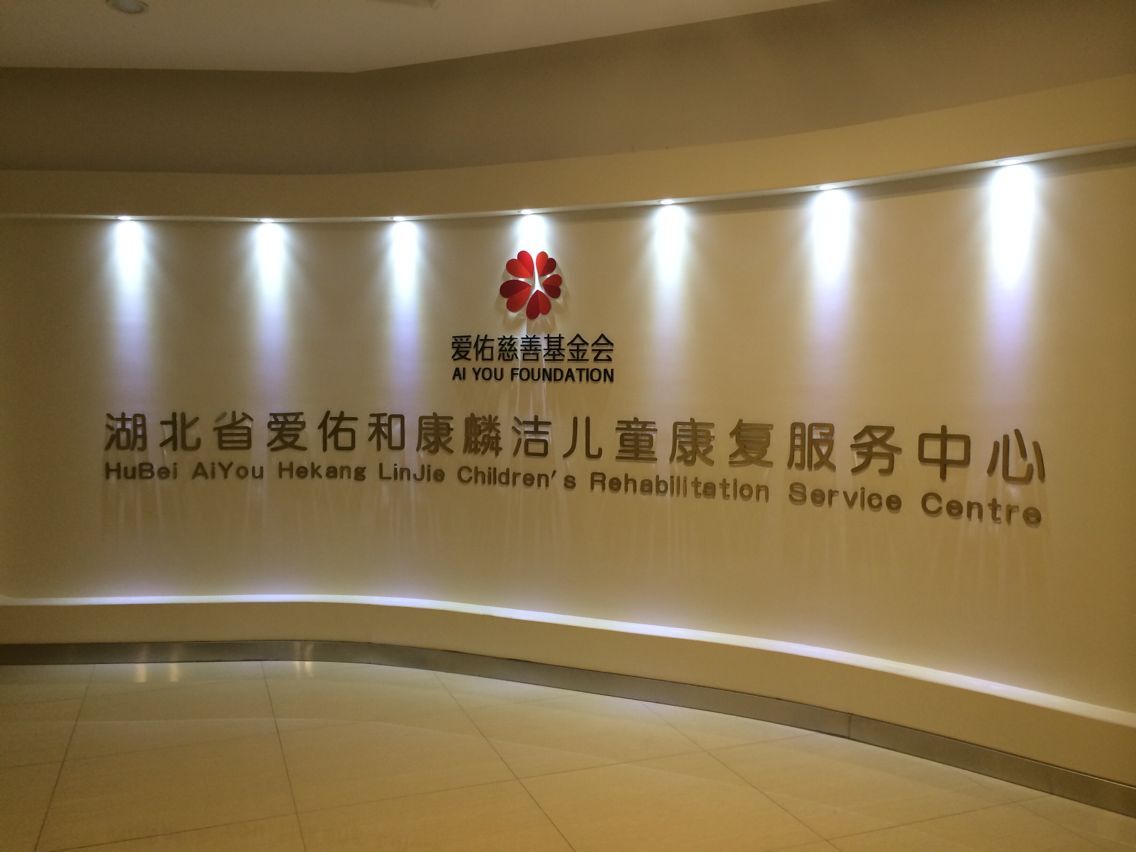 爱佑慈善基金会
AI YOU FOUNDATION
湖北省爱佑和康麟洁儿童康复服务中心
HuBei AiYou Hekang LinJie Children's Rehabilitation Service Centre